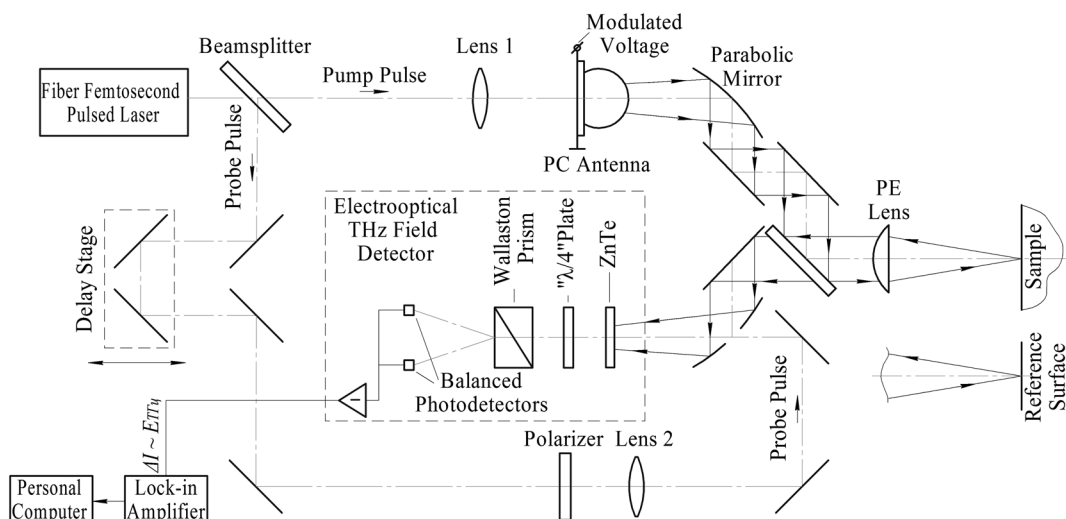 Beamsplitter
Lens 1
Modulated
Voltage
Parabolic
Mirror
Fiber Femtosecond
Pulsed Laser
Pump Pulse
Probe Pulse
PC Antenna
PE
Lens
Delay Stage
Electrooptical
THz Field
Detector
Wallaston
Prism
"λ/4"Plate
ZnTe
Sample
Balanced
Photodetectors
Reference
Surface
Probe Pulse
ΔI ~ EТГц
Polarizer
Lens 2
Personal
Computer
Lock-in
Amplifier